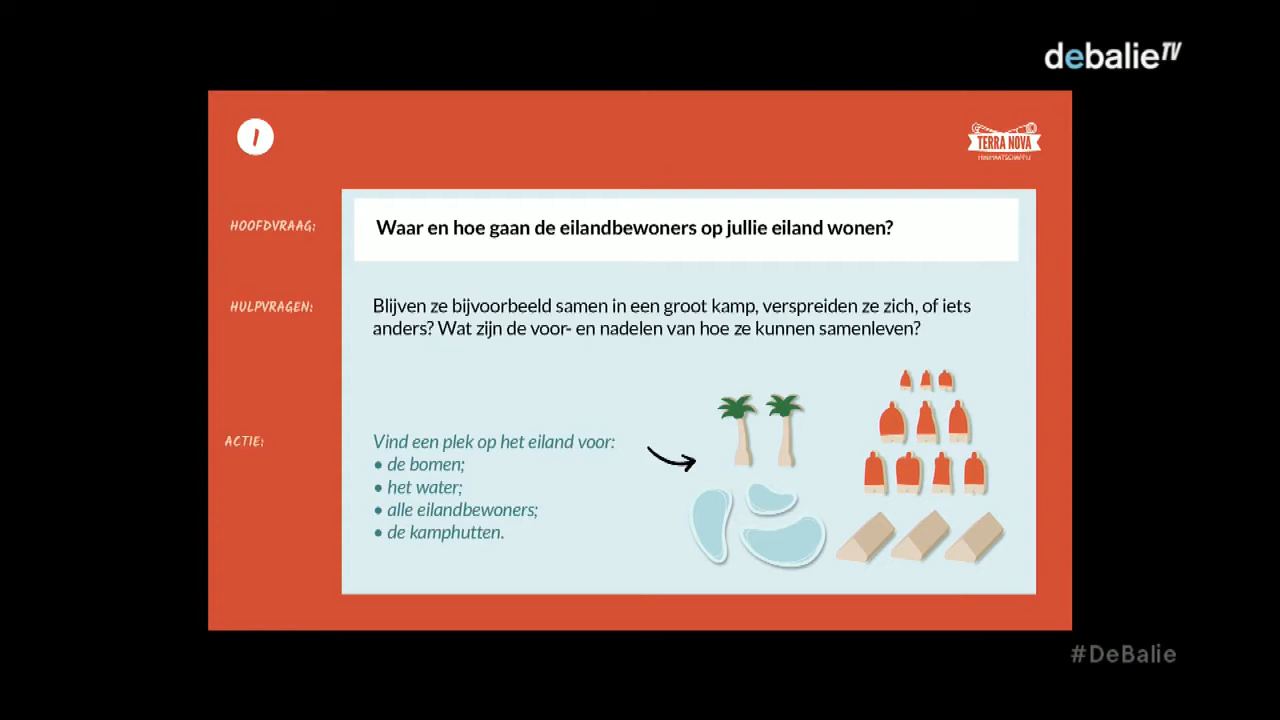 debalieTV
1
TERRA NOVA
MINIMAATSCHAPPIJ
HOOFDVRAAG:
Waar en hoe gaan de eilandbewoners op jullie eiland wonen?
HULPVRAGEN:
Blijven ze bijvoorbeeld samen in een groot kamp, verspreiden ze zich, of iets
anders? Wat zijn de voor- en nadelen van hoe ze kunnen samenleven?
ACTIE:
Vind een plek op het eiland voor:
• de bomen;
• het water;
• alle eilandbewoners;
• de kamphutten.
#DeBalie